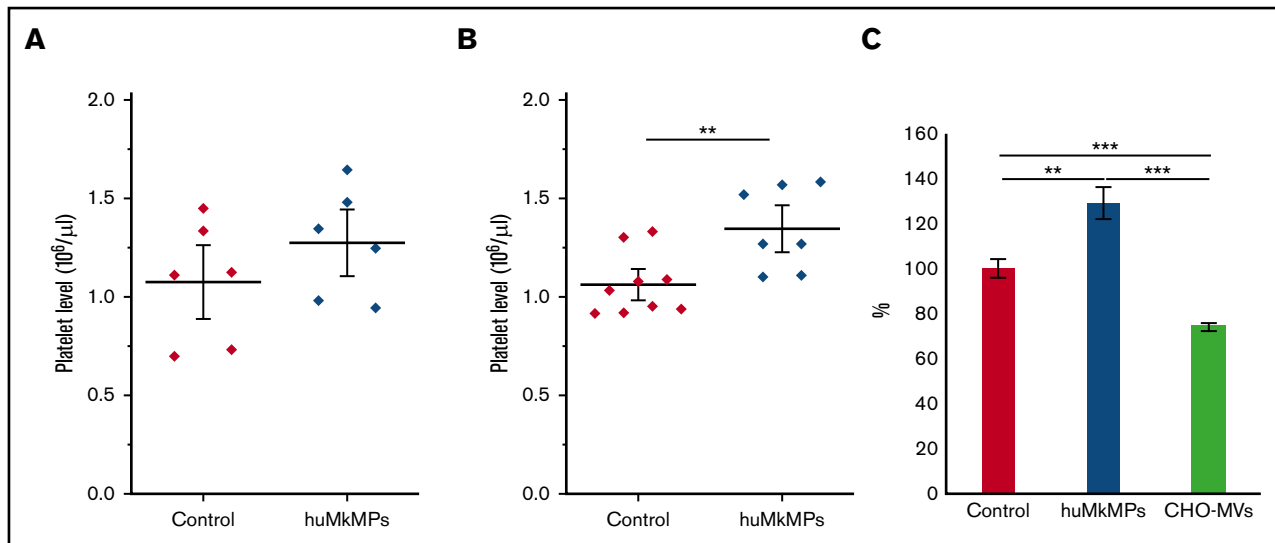 A
Platelet level (10⁶/µl)
2.0
1.5
1.0
0.5
0.0
Control huMkMPs
B
Platelet level (10⁶/µl)
2.0
1.5
1.0
0.5
0.0
**
Control huMkMPs
C
%
160
140
120
100
80
60
40
20
0
***
** ***
Control huMkMPs CHO-MVs